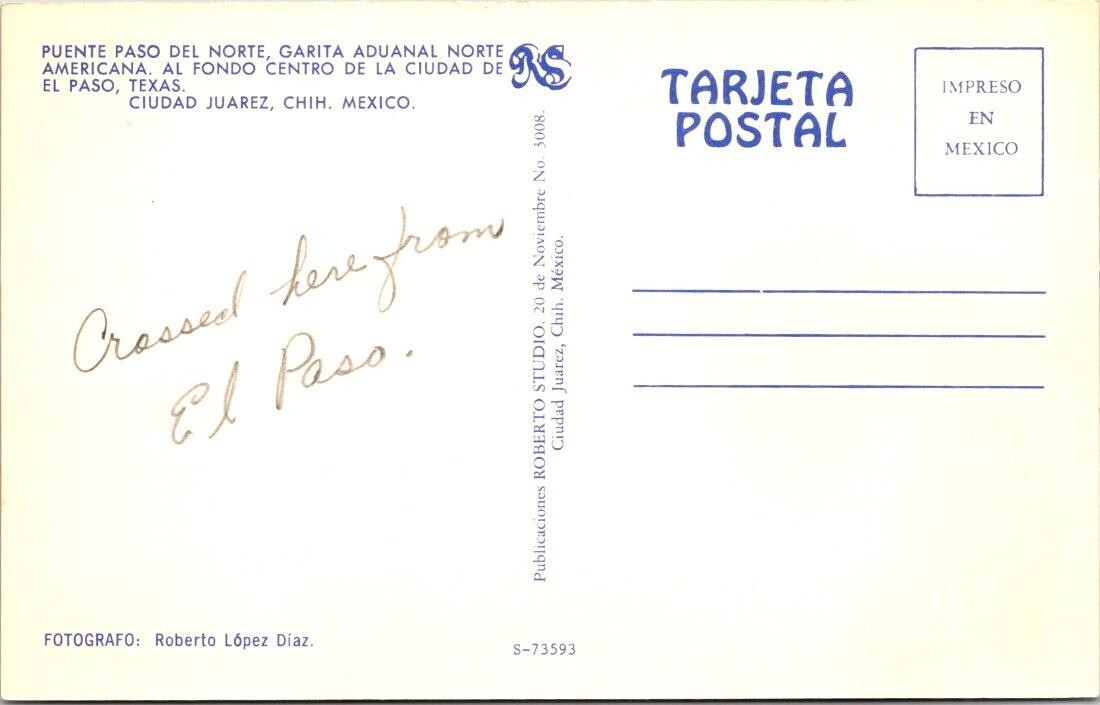 PUENTE PASO DEL NORTE, GARITA ADUANAL NORTE
AMERICANA. AL FONDO CENTRO DE LA CIUDAD DE
EL PASO, TEXAS.
CIUDAD JUAREZ, CHIH. MEXICO.
RS
TARJETA
POSTAL
IMPRESO
EN
MEXICO
Crossed here from
El Paso.
Publicaciones ROBERTO STUDIO. 20 de Noviembre No. 3008.
Ciudad Juarez, Chih. México.
FOTOGRAFO: Roberto López Díaz.
S-73593